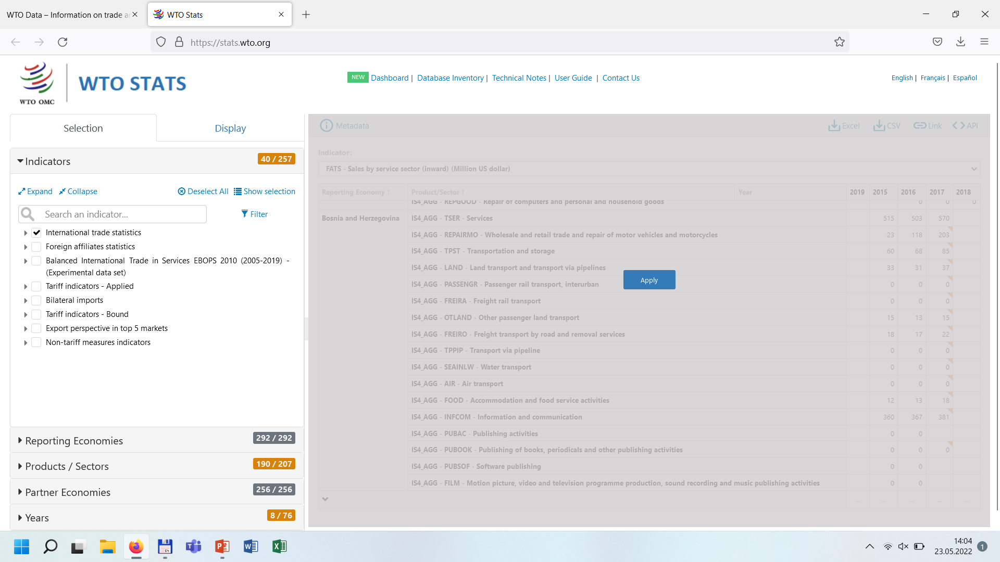 WTO Data – Information on trade a
WTO Stats
https://stats.wto.org
WTO OMC
WTO STATS
NEW Dashboard | Database Inventory | Technical Notes | User Guide | Contact Us
English | Français | Español
Selection
Display
Indicators
40 / 257
Expand
Collapse
Deselect All
Show selection
Search an indicator...
Filter
International trade statistics
Foreign affiliates statistics
Balanced International Trade in Services EBOPS 2010 (2005-2019) -
(Experimental data set)
Tariff indicators - Applied
Bilateral imports
Tariff indicators - Bound
Export perspective in top 5 markets
Non-tariff measures indicators
Reporting Economies
292 / 292
Products / Sectors
190 / 207
Partner Economies
256 / 256
Years
8 / 76
Metadata
Excel
CSV
Link
API
Indicator:
FATS - Sales by service sector (inward) (Million US dollar)
Reporting Economy Product/Sector Year 2019 2015 2016 2017 2018
IS4_AGG - REPGOOD - Repair of computers and personal and household goods 0 0 0
Bosnia and Herzegovina IS4_AGG - TSER - Services 515 503 570
IS4_AGG - REPAIRMO - Wholesale and retail trade and repair of motor vehicles and motorcycles 23 118 203
IS4_AGG - TPST - Transportation and storage 60 68 85
IS4_AGG - LAND - Land transport and transport via pipelines 33 31 37
IS4_AGG - PASSENGR - Passenger rail transport, interurban 0 0 0
Apply
IS4_AGG - FREIRA - Freight rail transport 0 0 0
IS4_AGG - OTLAND - Other passenger land transport 15 13 15
IS4_AGG - FREIRO - Freight transport by road and removal services 18 17 22
IS4_AGG - TPPIP - Transport via pipeline 0 0 0
IS4_AGG - SEAINLW - Water transport 0 0 0
IS4_AGG - AIR - Air transport 0 0 0
IS4_AGG - FOOD - Accommodation and food service activities 12 13 18
IS4_AGG - INFCOM - Information and communication 360 367 381
IS4_AGG - PUBAC - Publishing activities 0 0
IS4_AGG - PUBOOK - Publishing of books, periodicals and other publishing activities 0 0 0
IS4_AGG - PUBSOF - Software publishing 0 0
IS4_AGG - FILM - Motion picture, video and television programme production, sound recording and music publishing activities 0 0
... ... ... ... ...
14:04
23.05.2022
1